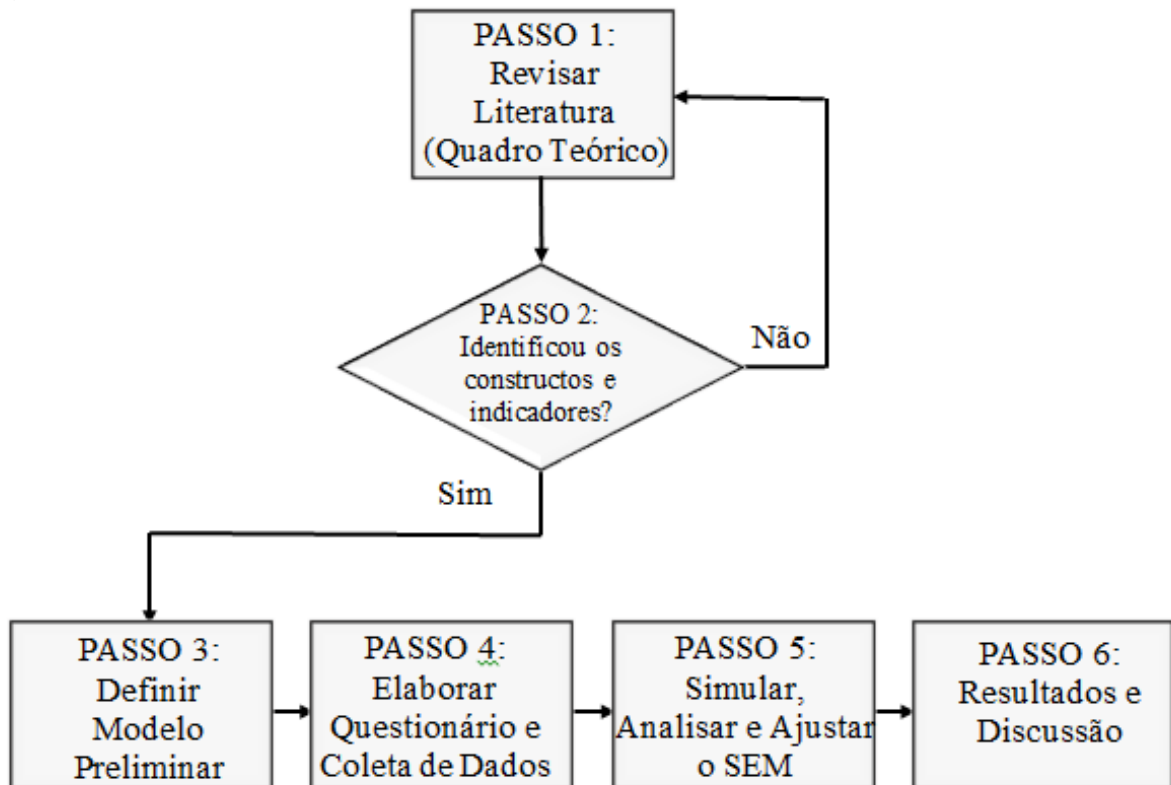 PASSO 1:
Revisar
Literatura
(Quadro Teórico)
PASSO 2:
Identificou os
constructos e
indicadores?
Não
Sim
PASSO 3:
Definir
Modelo
Preliminar
PASSO 4:
Elaborar
Questionário e
Coleta de Dados
PASSO 5:
Simular,
Analisar e Ajustar
o SEM
PASSO 6:
Resultados e
Discussão